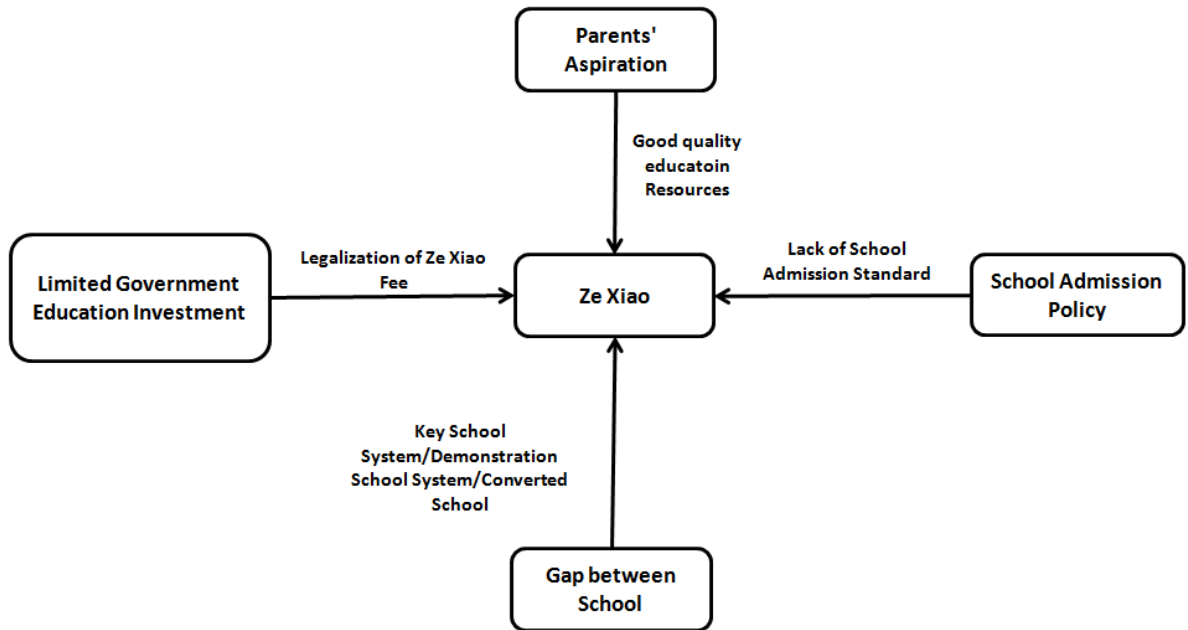 Parents'
Aspiration
Good quality
educatoin
Resources
Limited Government
Education Investment
Legalization of Ze Xiao
Fee
Ze Xiao
Lack of School
Admission Standard
School Admission
Policy
Key School
System/Demonstration
School System/Converted
School
Gap between
School